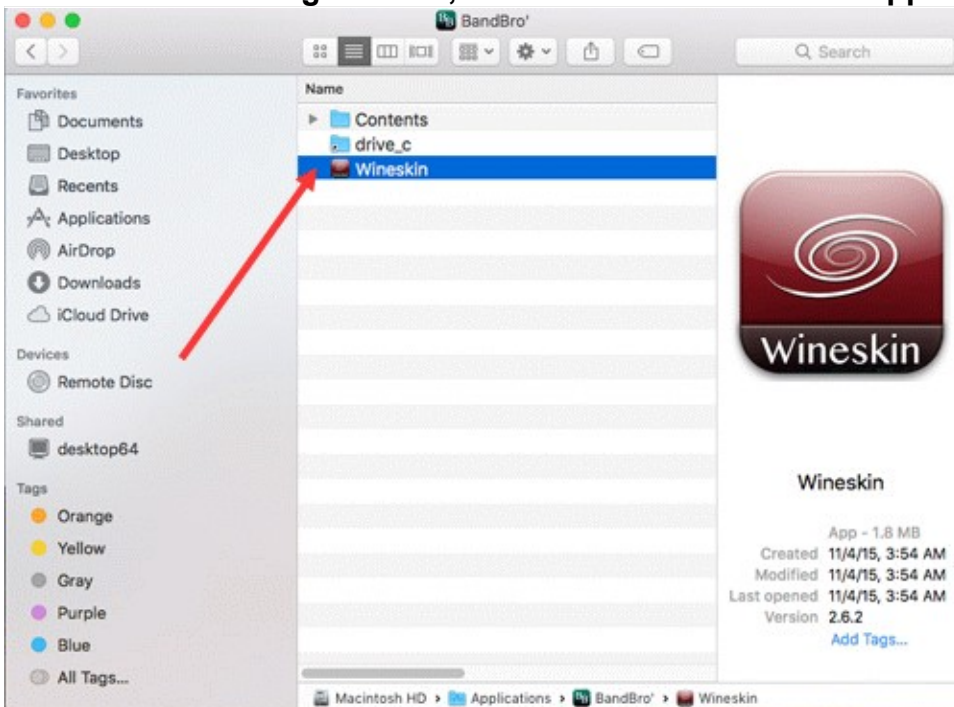 BandBro'
Search
Favorites
Documents
Desktop
Recents
Applications
AirDrop
Downloads
iCloud Drive
Devices
Remote Disc
Shared
desktop64
Tags
Orange
Yellow
Gray
Purple
Blue
All Tags...
Name
Contents
drive_c
Wineskin
Wineskin
Wineskin
App - 1.8 MB
Created 11/4/15, 3:54 AM
Modified 11/4/15, 3:54 AM
Last opened 11/4/15, 3:54 AM
Version 2.6.2
Add Tags...
Macintosh HD › Applications › BandBro' › Wineskin